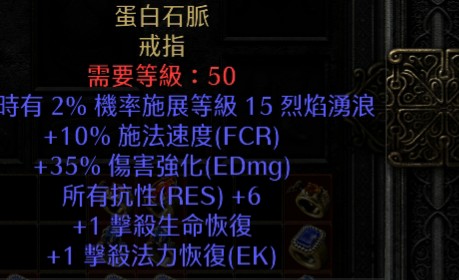 蛋白石脈
戒指
需要等級：50
時有 2% 機率施展等級 15 烈焰湧浪
+10% 施法速度(FCR)
+35% 傷害強化(EDmg)
所有抗性(RES) +6
+1 擊殺生命恢復
+1 擊殺法力恢復(EK)